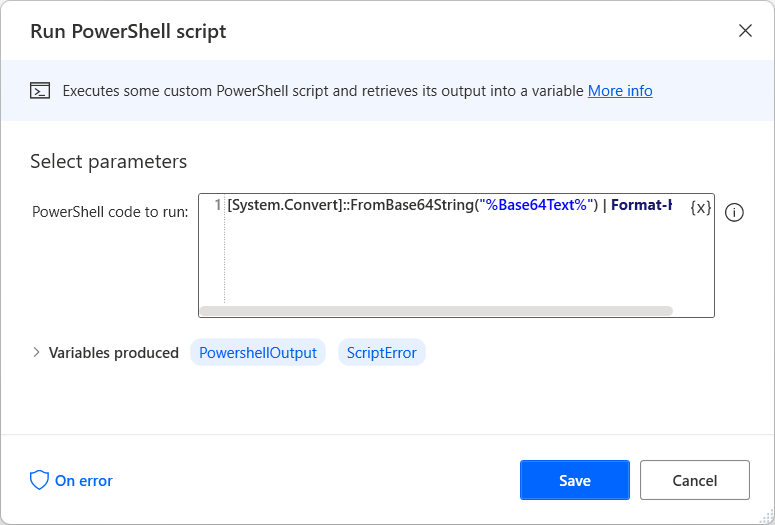 Run PowerShell script
Executes some custom PowerShell script and retrieves its output into a variable More info
Select parameters
PowerShell code to run:
1 [System.Convert]::FromBase64String("%Base64Text%") | Format- {x}
Variables produced PowershellOutput ScriptError
On error Save Cancel